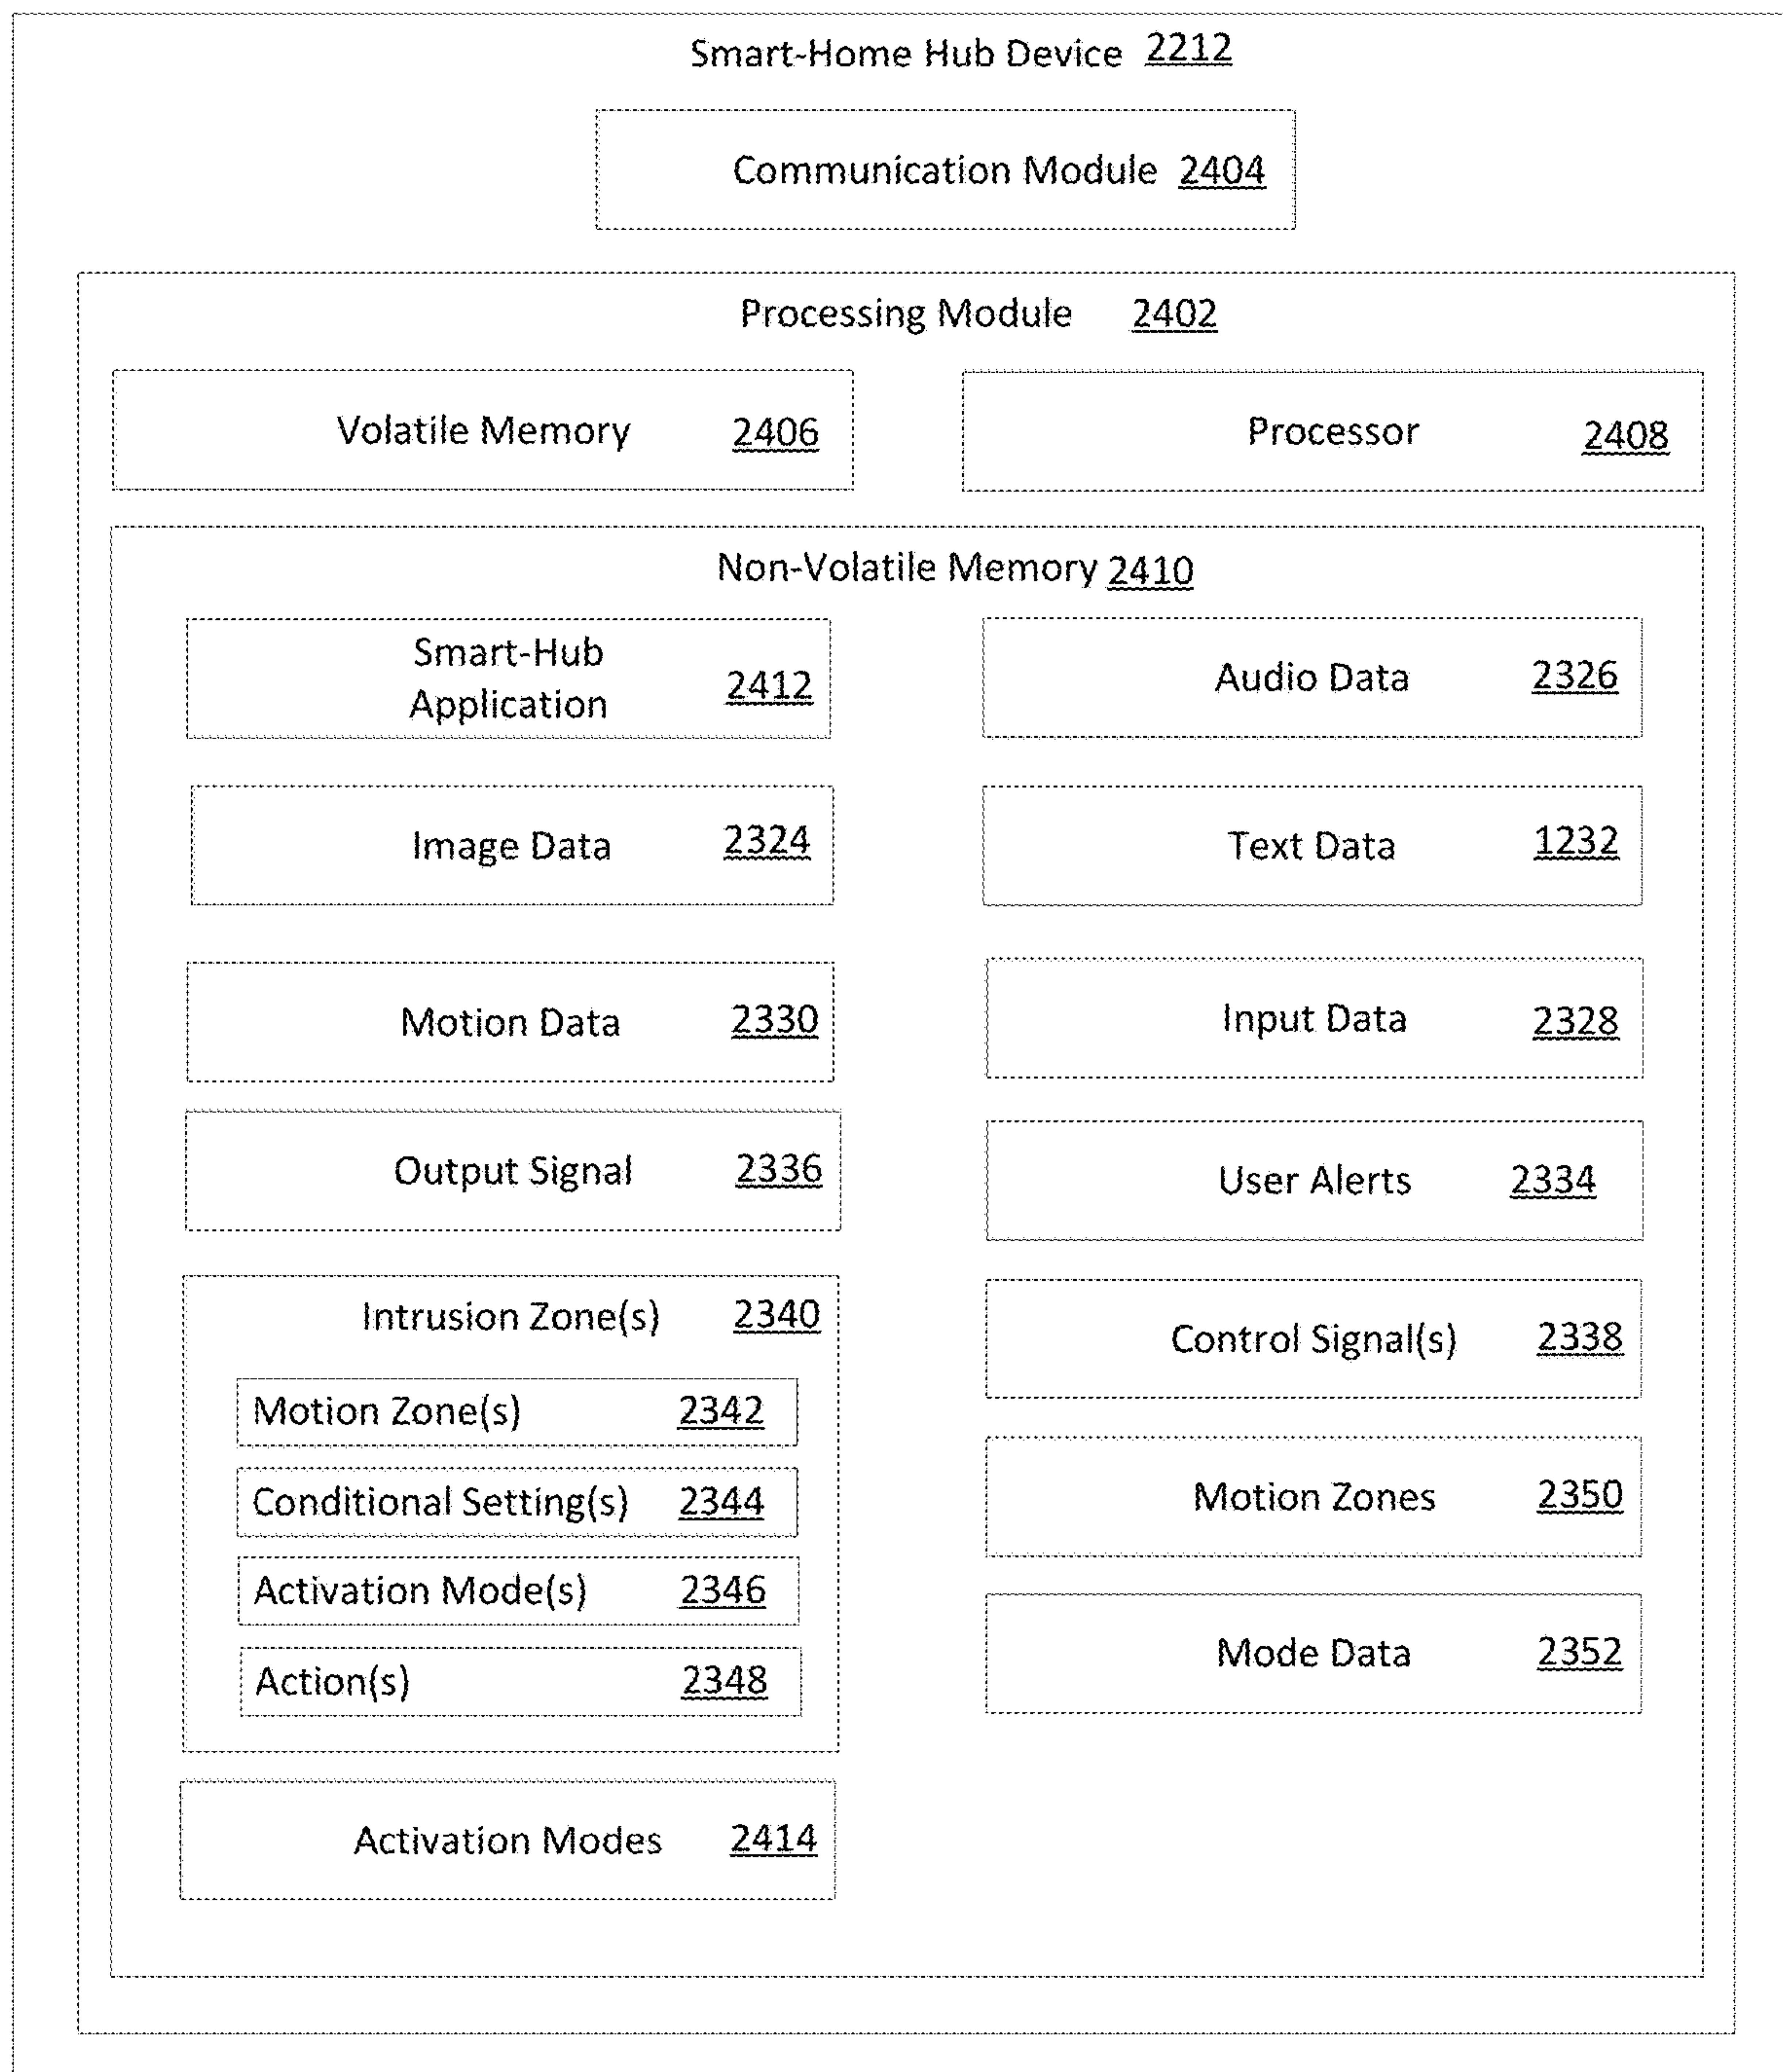 Smart-Home Hub Device 2212
Communication Module 2404
Processing Module 2402
Volatile Memory 2406
Processor 2408
Non-Volatile Memory 2410
Smart-Hub
Application 2412
Audio Data 2326
Image Data 2324
Text Data 1232
Motion Data 2330
Input Data 2328
Output Signal 2336
User Alerts 2334
Intrusion Zone(s) 2340
Motion Zone(s) 2342
Conditional Setting(s) 2344
Activation Mode(s) 2346
Action(s) 2348
Control Signal(s) 2338
Motion Zones 2350
Mode Data 2352
Activation Modes 2414